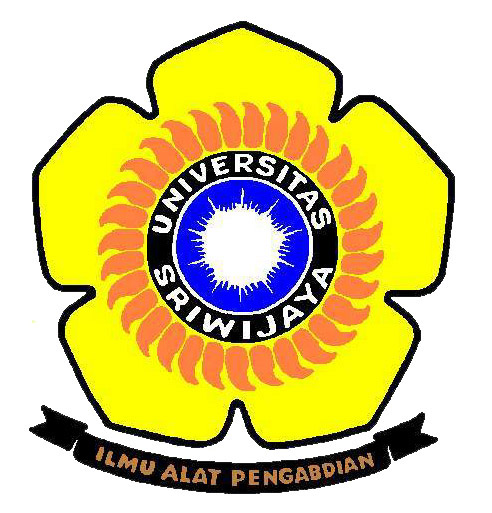 UNIVERSITAS
SRIWIJAYA
ILMU ALAT PENGABDIAN